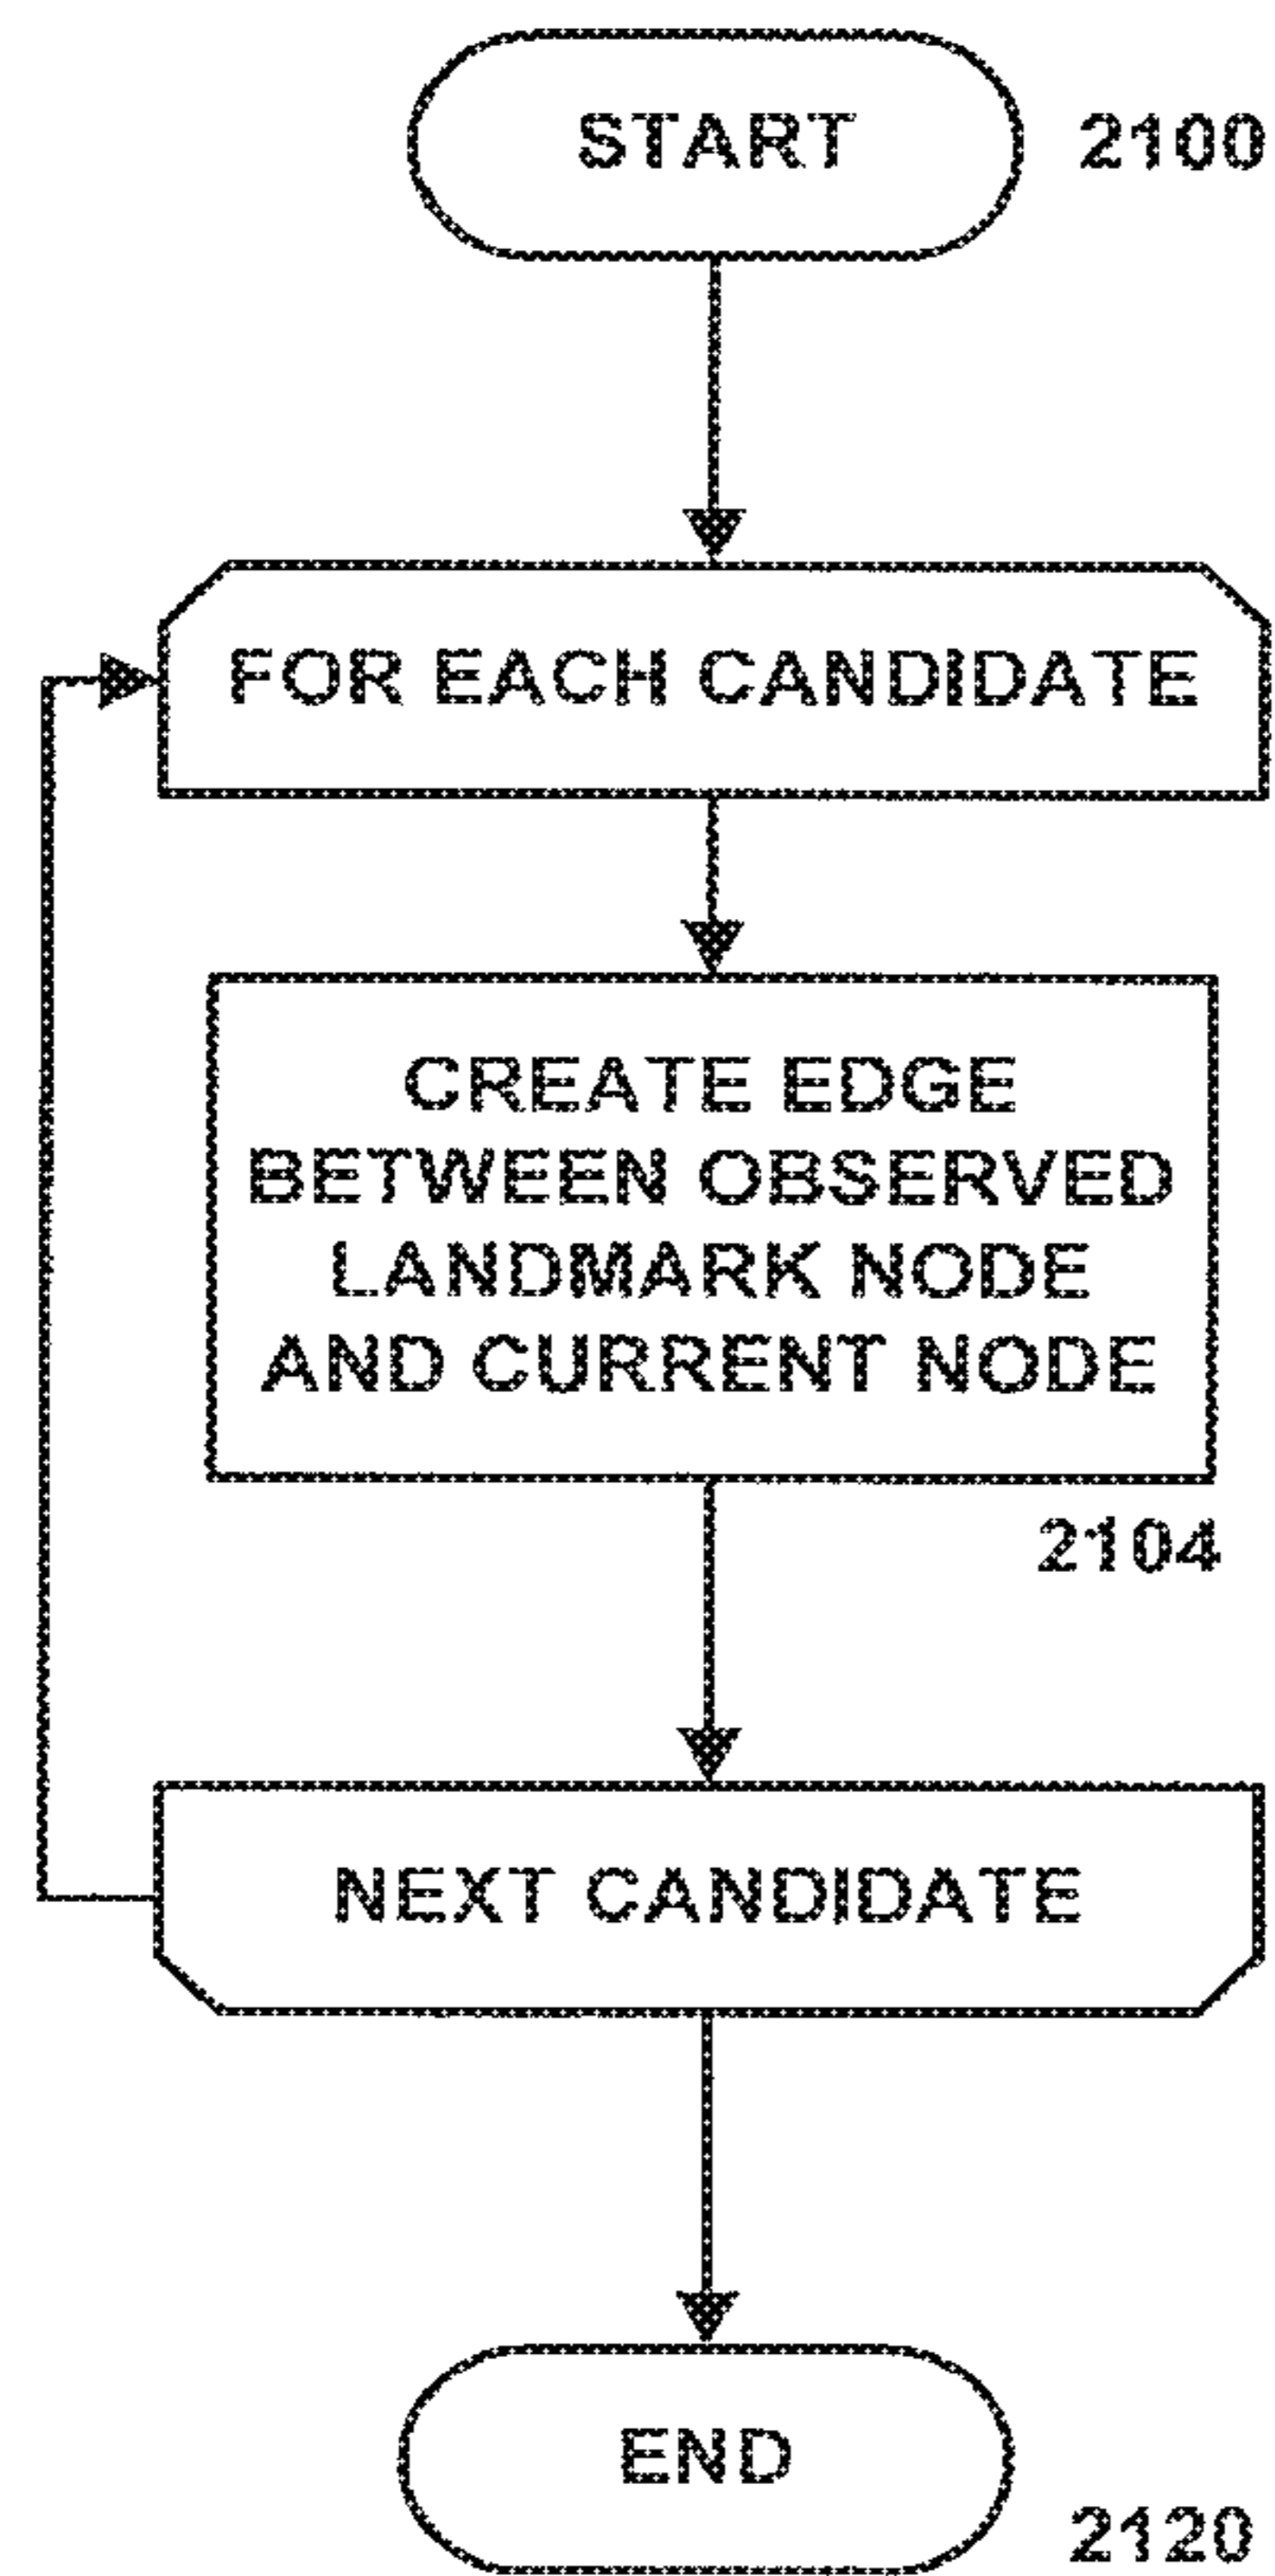 START 2100
FOR EACH CANDIDATE
CREATE EDGE
BETWEEN OBSERVED
LANDMARK NODE
AND CURRENT NODE
2104
NEXT CANDIDATE
END
2120